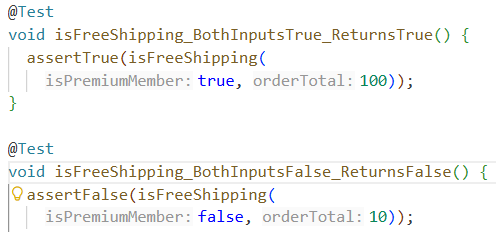 @Test
void isFreeShipping_BothInputsTrue_ReturnsTrue() {
assertTrue(isFreeShipping(
isPremiumMember: true, orderTotal: 100));
}
@Test
void isFreeShipping_BothInputsFalse_ReturnsFalse() {
assertFalse(isFreeShipping(
isPremiumMember: false, orderTotal: 10));